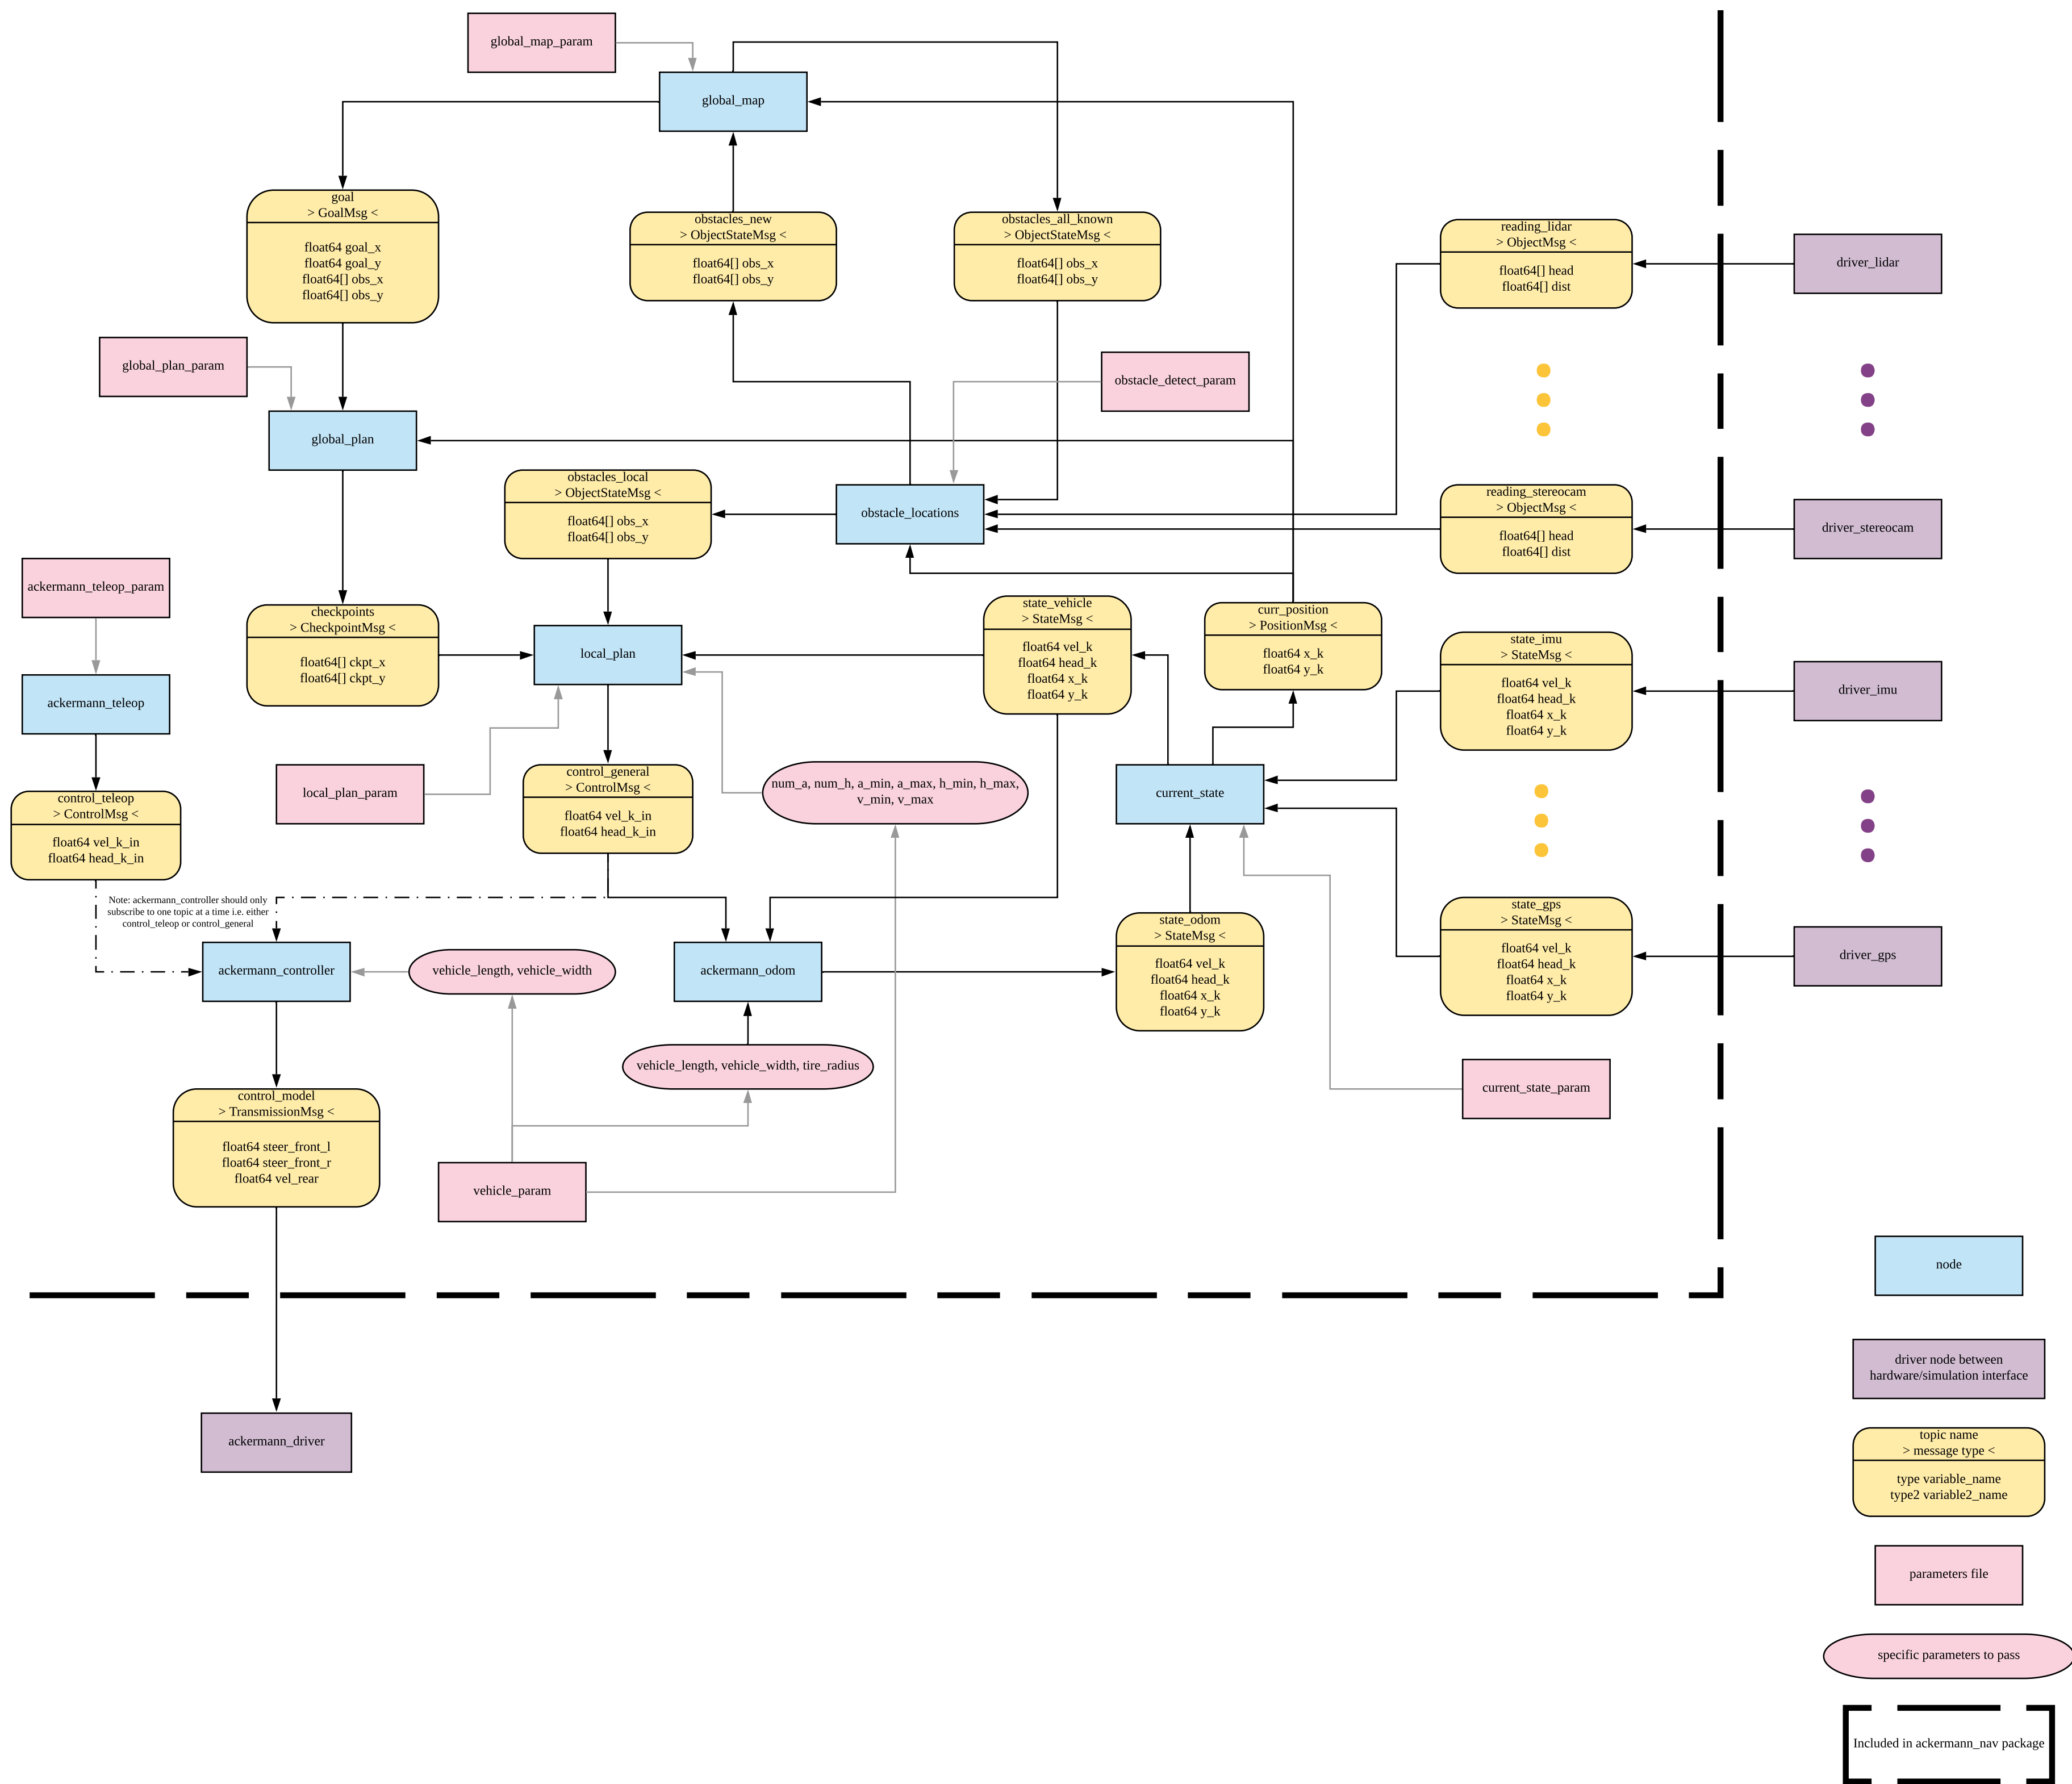 global_map_param
global_map
goal
> GoalMsg <
float64 goal_x
float64 goal_y
float64[] obs_x
float64[] obs_y
obstacles_new
> ObjectStateMsg <
float64[] obs_x
float64[] obs_y
obstacles_all_known
> ObjectStateMsg <
float64[] obs_x
float64[] obs_y
reading_lidar
> ObjectMsg <
float64[] head
float64[] dist
driver_lidar
global_plan_param
obstacle_detect_param
global_plan
obstacles_local
> ObjectStateMsg <
float64[] obs_x
float64[] obs_y
obstacle_locations
reading_stereocam
> ObjectMsg <
float64[] head
float64[] dist
driver_stereocam
ackermann_teleop_param
checkpoints
> CheckpointMsg <
float64[] ckpt_x
float64[] ckpt_y
local_plan
state_vehicle
> StateMsg <
float64 vel_k
float64 head_k
float64 x_k
float64 y_k
curr_position
> PositionMsg <
float64 x_k
float64 y_k
state_imu
> StateMsg <
float64 vel_k
float64 head_k
float64 x_k
float64 y_k
driver_imu
ackermann_teleop
local_plan_param
control_general
> ControlMsg <
float64 vel_k_in
float64 head_k_in
num_a, num_h, a_min, a_max, h_min, h_max,
v_min, v_max
current_state
control_teleop
> ControlMsg <
float64 vel_k_in
float64 head_k_in
Note: ackermann_controller should only
subscribe to one topic at a time i.e. either
control_teleop or control_general
ackermann_controller
vehicle_length, vehicle_width
ackermann_odom
state_odom
> StateMsg <
float64 vel_k
float64 head_k
float64 x_k
float64 y_k
state_gps
> StateMsg <
float64 vel_k
float64 head_k
float64 x_k
float64 y_k
driver_gps
vehicle_length, vehicle_width, tire_radius
current_state_param
control_model
> TransmissionMsg <
float64 steer_front_l
float64 steer_front_r
float64 vel_rear
vehicle_param
ackermann_driver
node
driver node between
hardware/simulation interface
topic name
> message type <
type variable_name
type2 variable2_name
parameters file
specific parameters to pass
Included in ackermann_nav package